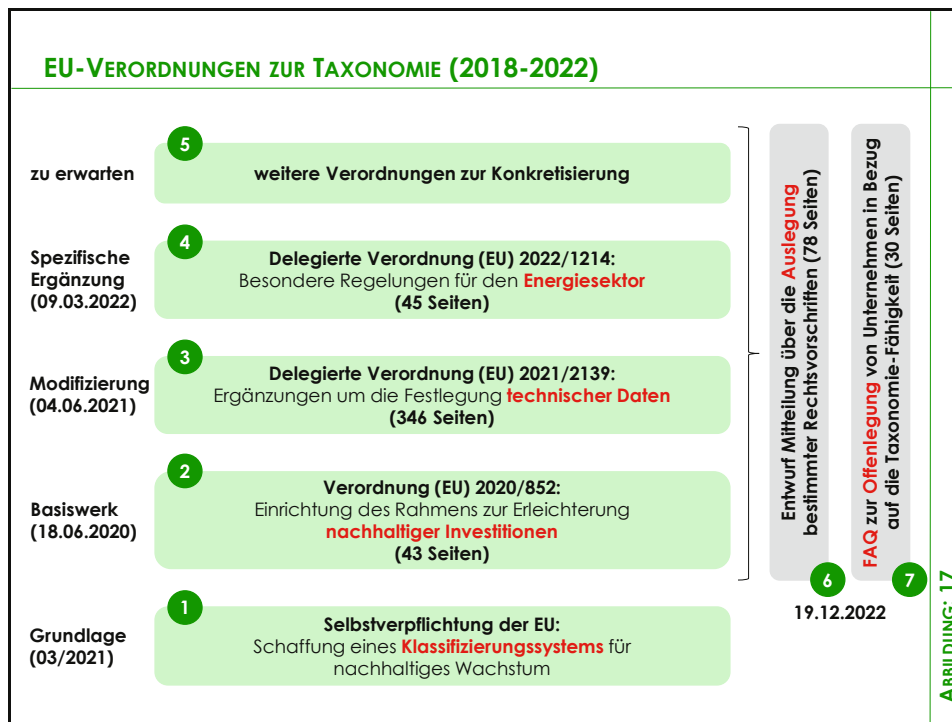 EU-VERORDNUNGEN ZUR TAXONOMIE (2018-2022)
5
zu erwarten
weitere Verordnungen zur Konkretisierung
4
Spezifische
Ergänzung
(09.03.2022)
Delegierte Verordnung (EU) 2022/1214:
Besondere Regelungen für den Energiesektor
(45 Seiten)
3
Modifizierung
(04.06.2021)
Delegierte Verordnung (EU) 2021/2139:
Ergänzungen um die Festlegung technischer Daten
(346 Seiten)
2
Basiswerk
(18.06.2020)
Verordnung (EU) 2020/852:
Einrichtung des Rahmens zur Erleichterung
nachhaltiger Investitionen
(43 Seiten)
1
Grundlage
(03/2021)
Selbstverpflichtung der EU:
Schaffung eines Klassifizierungssystems für
nachhaltiges Wachstum
Entwurf Mitteilung über die Auslegung
bestimmter Rechtsvorschriften (78 Seiten)
6
FAQ zur Offenlegung von Unternehmen in Bezug
auf die Taxonomie-Fähigkeit (30 Seiten)
7
19.12.2022
ABBILDUNG: 17